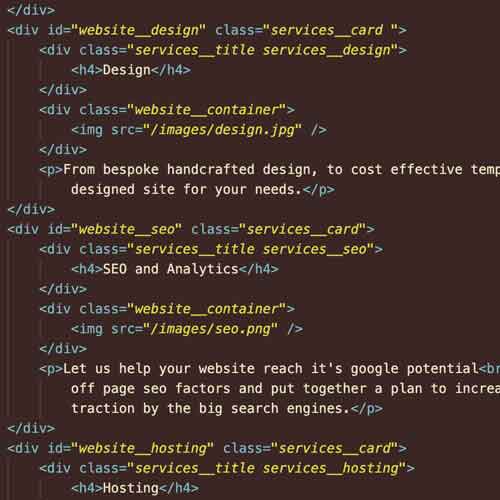 </div>
<div id="website__design" class="services__card ">
<div class="services__title services__design">
<h4>Design</h4>
</div>
<div class="website__container">
<img src="/images/design.jpg" />
</div>
<p>From bespoke handcrafted design, to cost effective temp
designed site for your needs.</p>
</div>
<div id="website__seo" class="services__card">
<div class="services__title services__seo">
<h4>SEO and Analytics</h4>
</div>
<div class="website__container">
<img src="/images/seo.png" />
</div>
<p>Let us help your website reach it's google potential<br
off page seo factors and put together a plan to increa
traction by the big search engines.</p>
</div>
<div id="website__hosting" class="services__card">
<div class="services__title services__hosting">
<h4>Hosting</h4>